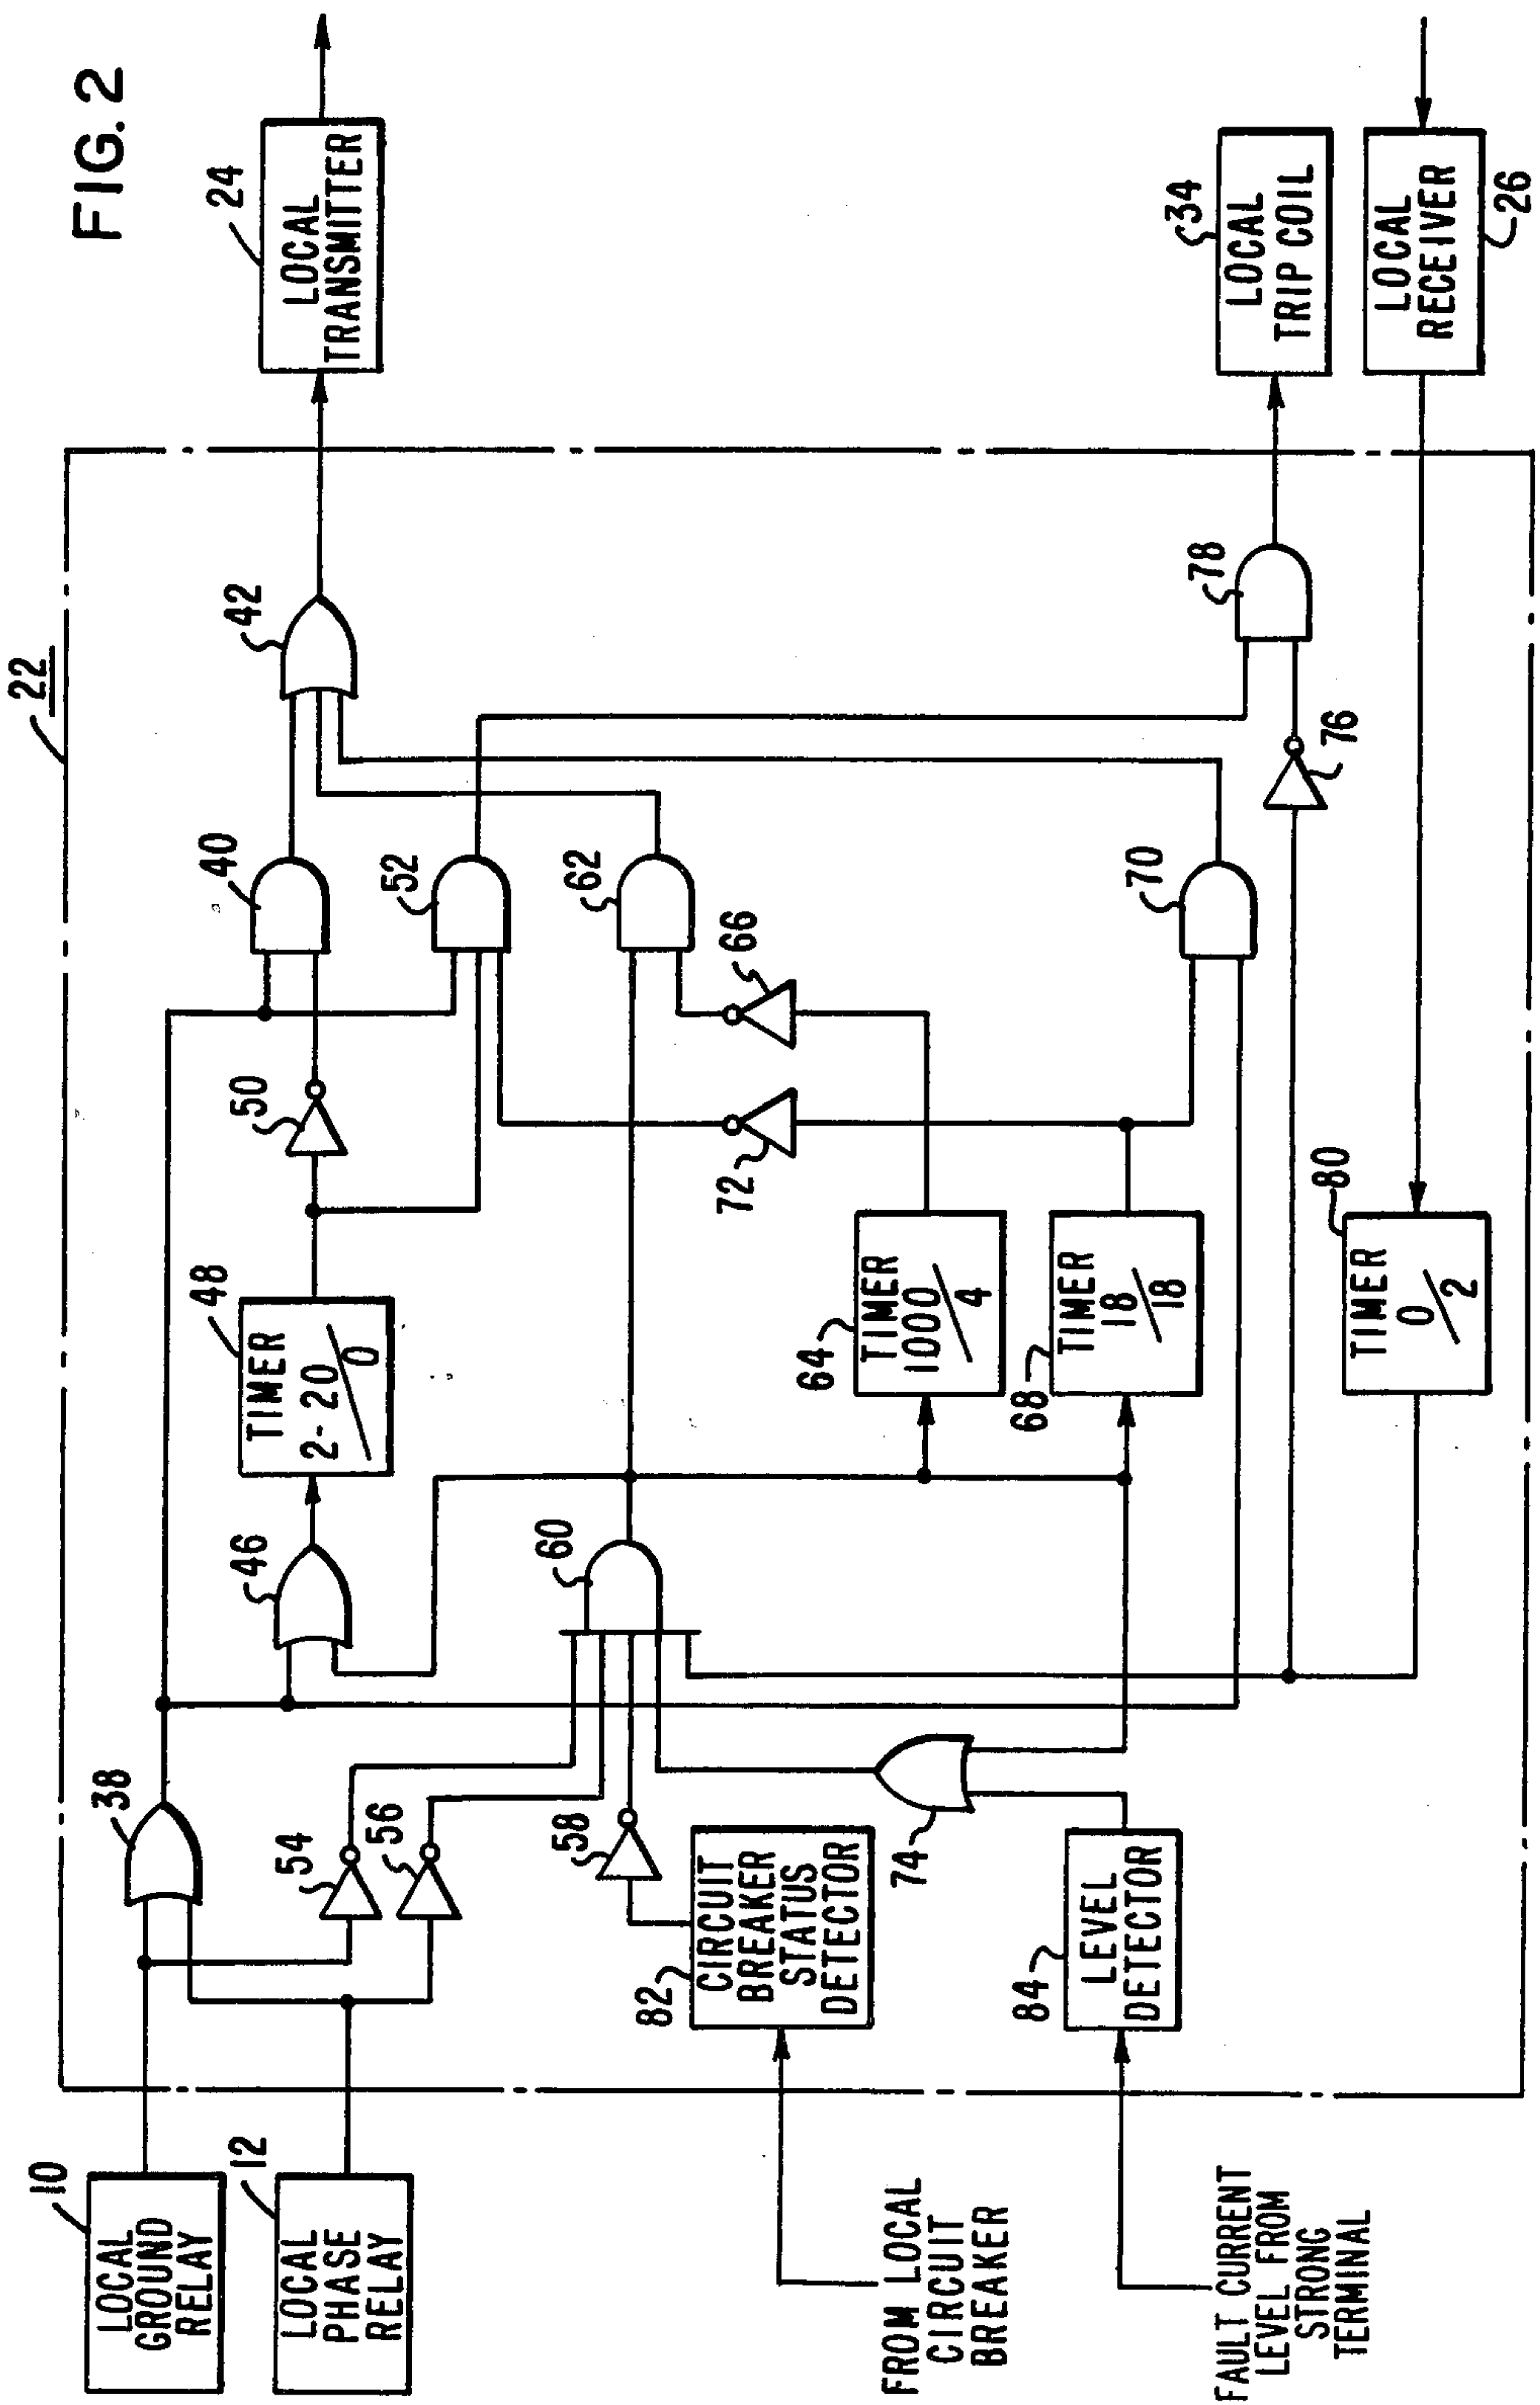 FIG. 2
22
10
LOCAL
GROUND
RELAY
12
LOCAL
PHASE
RELAY
38
54
56
46
48
TIMER
2-20/0
50
40
42
24
LOCAL
TRANSMITTER
52
58
60
62
66
72
64
TIMER
1000/4
68
TIMER
18/18
70
82
CIRCUIT
BREAKER
STATUS
DETECTOR
74
84
LEVEL
DETECTOR
FROM LOCAL
CIRCUIT
BREAKER
FAULT CURRENT
LEVEL FROM
STRONG
TERMINAL
76
78
34
LOCAL
TRIP COIL
80
TIMER
0/2
LOCAL
RECEIVER
26